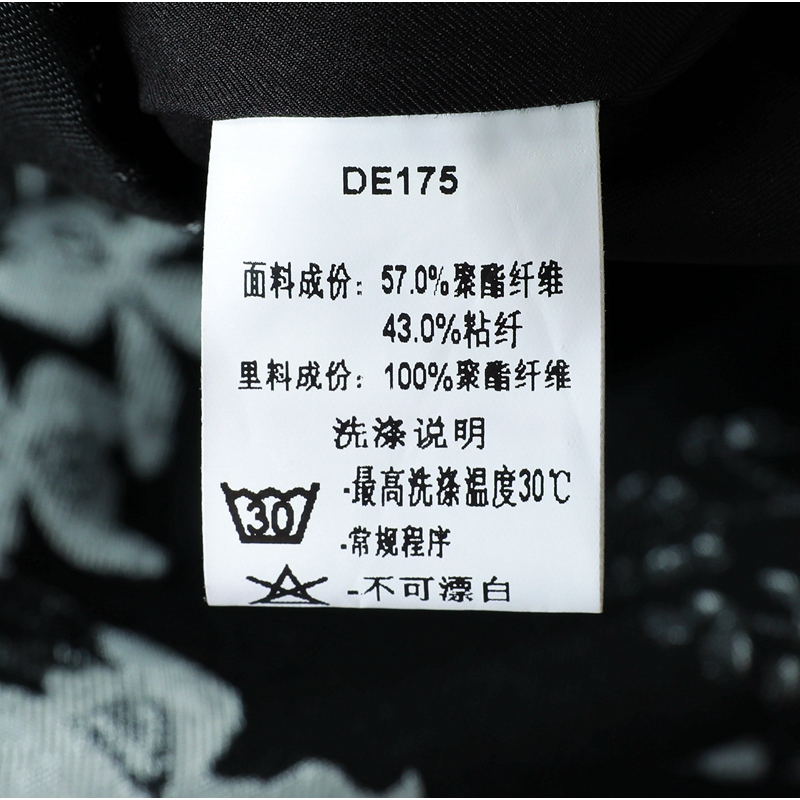 DE175
面料成份：57.0%聚酯纤维
43.0%粘纤
里料成份：100%聚酯纤维
洗涤说明
30 -最高洗涤温度30℃
-常规程序
-不可漂白